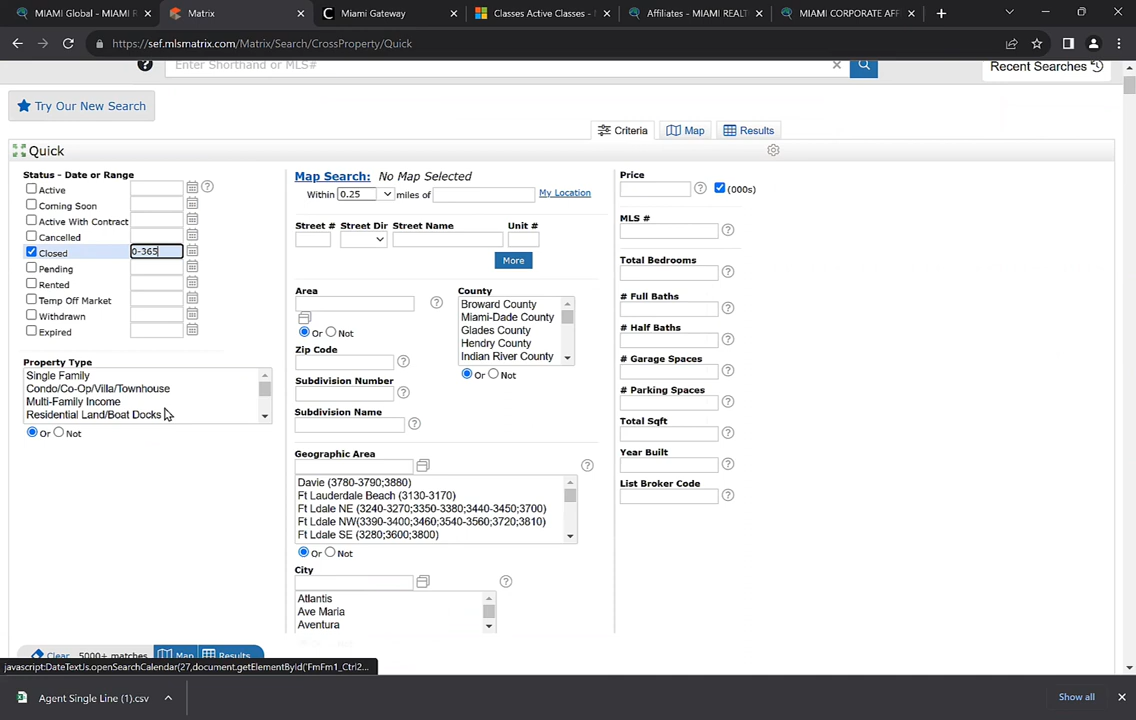 MIAMI Global - MIAMI R
Matrix
Miami Gateway
Classes Active Classes -
Affiliates - MIAMI REALT
MIAMI CORPORATE AFF
https://sef.mlsmatrix.com/Matrix/Search/CrossProperty/Quick
Enter Shorthand or MLS#
Recent Searches
Try Our New Search
Criteria
Map
Results
Quick
Status - Date or Range
Active
Coming Soon
Active With Contract
Cancelled
Closed 0-365
Pending
Rented
Temp Off Market
Withdrawn
Expired
Property Type
Single Family
Condo/Co-Op/Villa/Townhouse
Multi-Family Income
Residential Land/Boat Docks
Or Not
Map Search: No Map Selected
Within 0.25 miles of My Location
Street # Street Dir Street Name Unit #
More
Area
Or Not
Zip Code
Subdivision Number
Subdivision Name
County
Broward County
Miami-Dade County
Glades County
Hendry County
Indian River County
Or Not
Geographic Area
Davie (3780-3790;3880)
Ft Lauderdale Beach (3130-3170)
Ft Ldale NE (3240-3270;3350-3380;3440-3450;3700)
Ft Ldale NW(3390-3400;3460;3540-3560;3720;3810)
Ft Ldale SE (3280;3600;3800)
Or Not
City
Atlantis
Ave Maria
Aventura
Price
(000s)
MLS #
Total Bedrooms
# Full Baths
# Half Baths
# Garage Spaces
# Parking Spaces
Total Sqft
Year Built
List Broker Code
Clear 5000+ matches Map Results
javascript:DateTextJs.openSearchCalendar(27,document.getElementById('FmFm1_Ctrl2...
Agent Single Line (1).csv
Show all